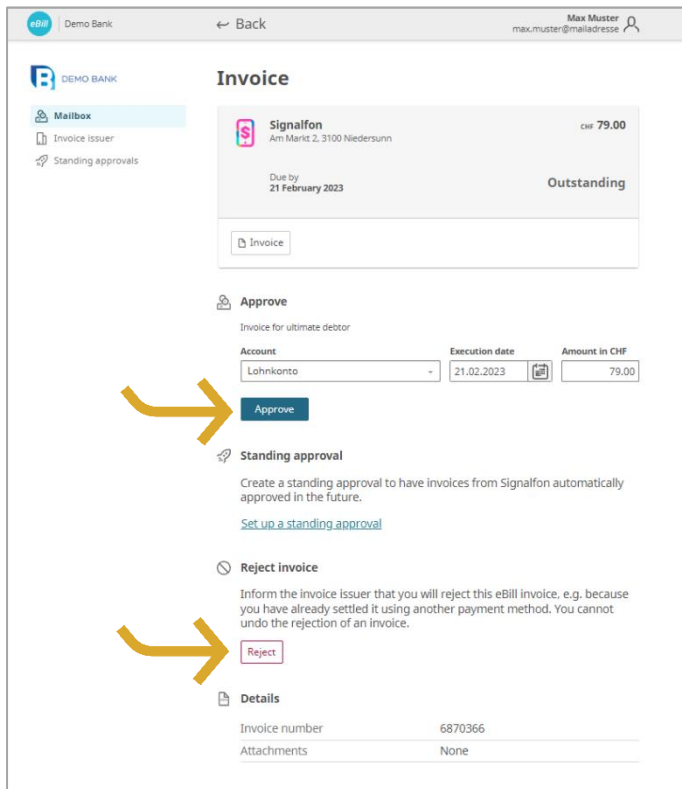 eBill Demo Bank
← Back
Max Muster
max.muster@mailadresse
DEMO BANK
Mailbox
Invoice issuer
Standing approvals
Invoice
Signalfon
CHF 79.00
Am Markt 2, 3100 Niedersunn
Due by
21 February 2023
Outstanding
Invoice
Approve
Invoice for ultimate debtor
Account Execution date Amount in CHF
Lohnkonto 21.02.2023 79.00
Approve
Standing approval
Create a standing approval to have invoices from Signalfon automatically
approved in the future.
Set up a standing approval
Reject invoice
Inform the invoice issuer that you will reject this eBill invoice, e.g. because
you have already settled it using another payment method. You cannot
undo the rejection of an invoice.
Reject
Details
Invoice number 6870366
Attachments None